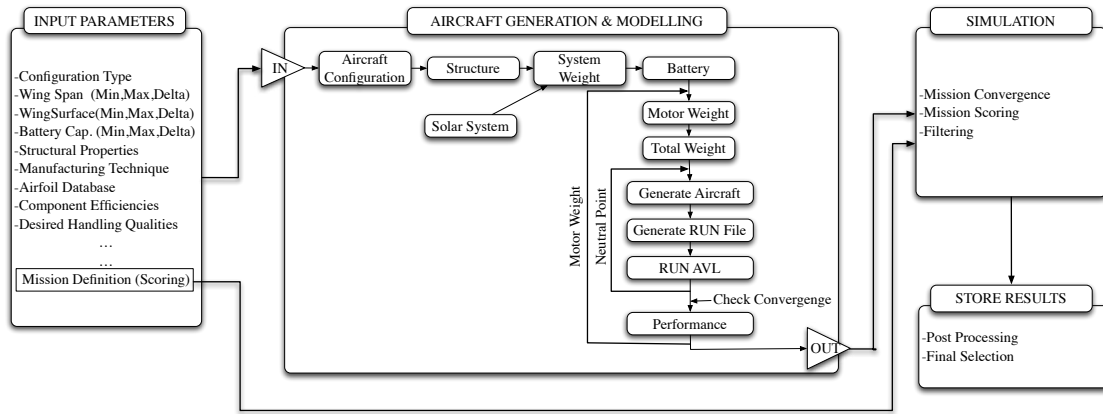 INPUT PARAMETERS
-Configuration Type
-Wing Span (Min,Max,Delta)
-WingSurface(Min,Max,Delta)
-Battery Cap. (Min,Max,Delta)
-Structural Properties
-Manufacturing Technique
-Airfoil Database
-Component Efficiencies
-Desired Handling Qualities
...
...
Mission Definition (Scoring)
AIRCRAFT GENERATION & MODELLING
IN
Aircraft
Configuration
Structure
System
Weight
Battery
Solar System
Motor Weight
Total Weight
Generate Aircraft
Generate RUN File
RUN AVL
Check Convergenge
Performance
Motor Weight
Neutral Point
OUT
SIMULATION
-Mission Convergence
-Mission Scoring
-Filtering
STORE RESULTS
-Post Processing
-Final Selection